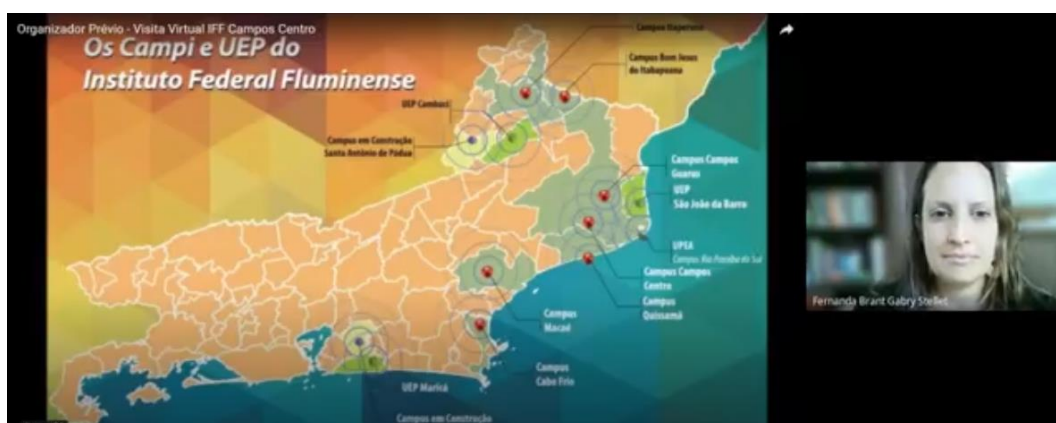 Organizador Prévio - Visita Virtual IFF Campos Centro
Os Campi e UEP do
Instituto Federal Fluminense
Campus Itaperuna
Campus Bom Jesus
do Itabapoana
UEP Cambuci
Campus em Construção
Santo Antônio de Pádua
Campus Campos
Guarus
UEP
São João da Barra
UPEA
Campus Rio Paraíba do Sul
Campus Campos
Centro
Campus
Quissamã
Campus
Macaé
Campus
Cabo Frio
UEP Maricá
Campus em Construção
Fernanda Brant Gabry Stellet